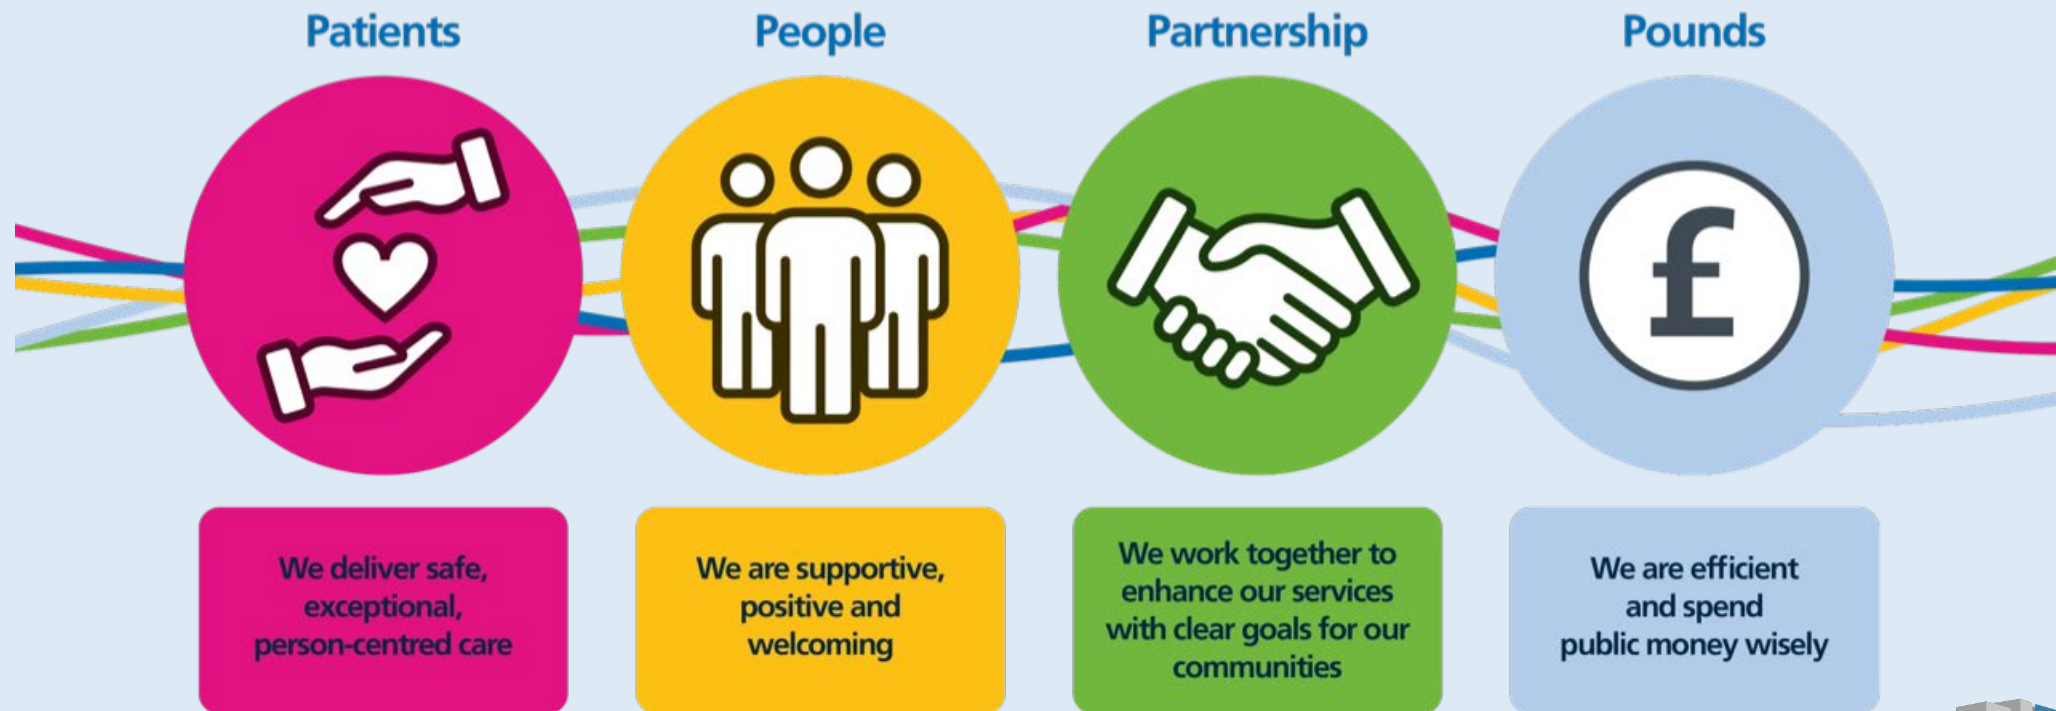 Patients
People
Partnership
Pounds
£
We deliver safe,
exceptional,
person-centred care
We are supportive,
positive and
welcoming
We work together to
enhance our services
with clear goals for our
communities
We are efficient
and spend
public money wisely